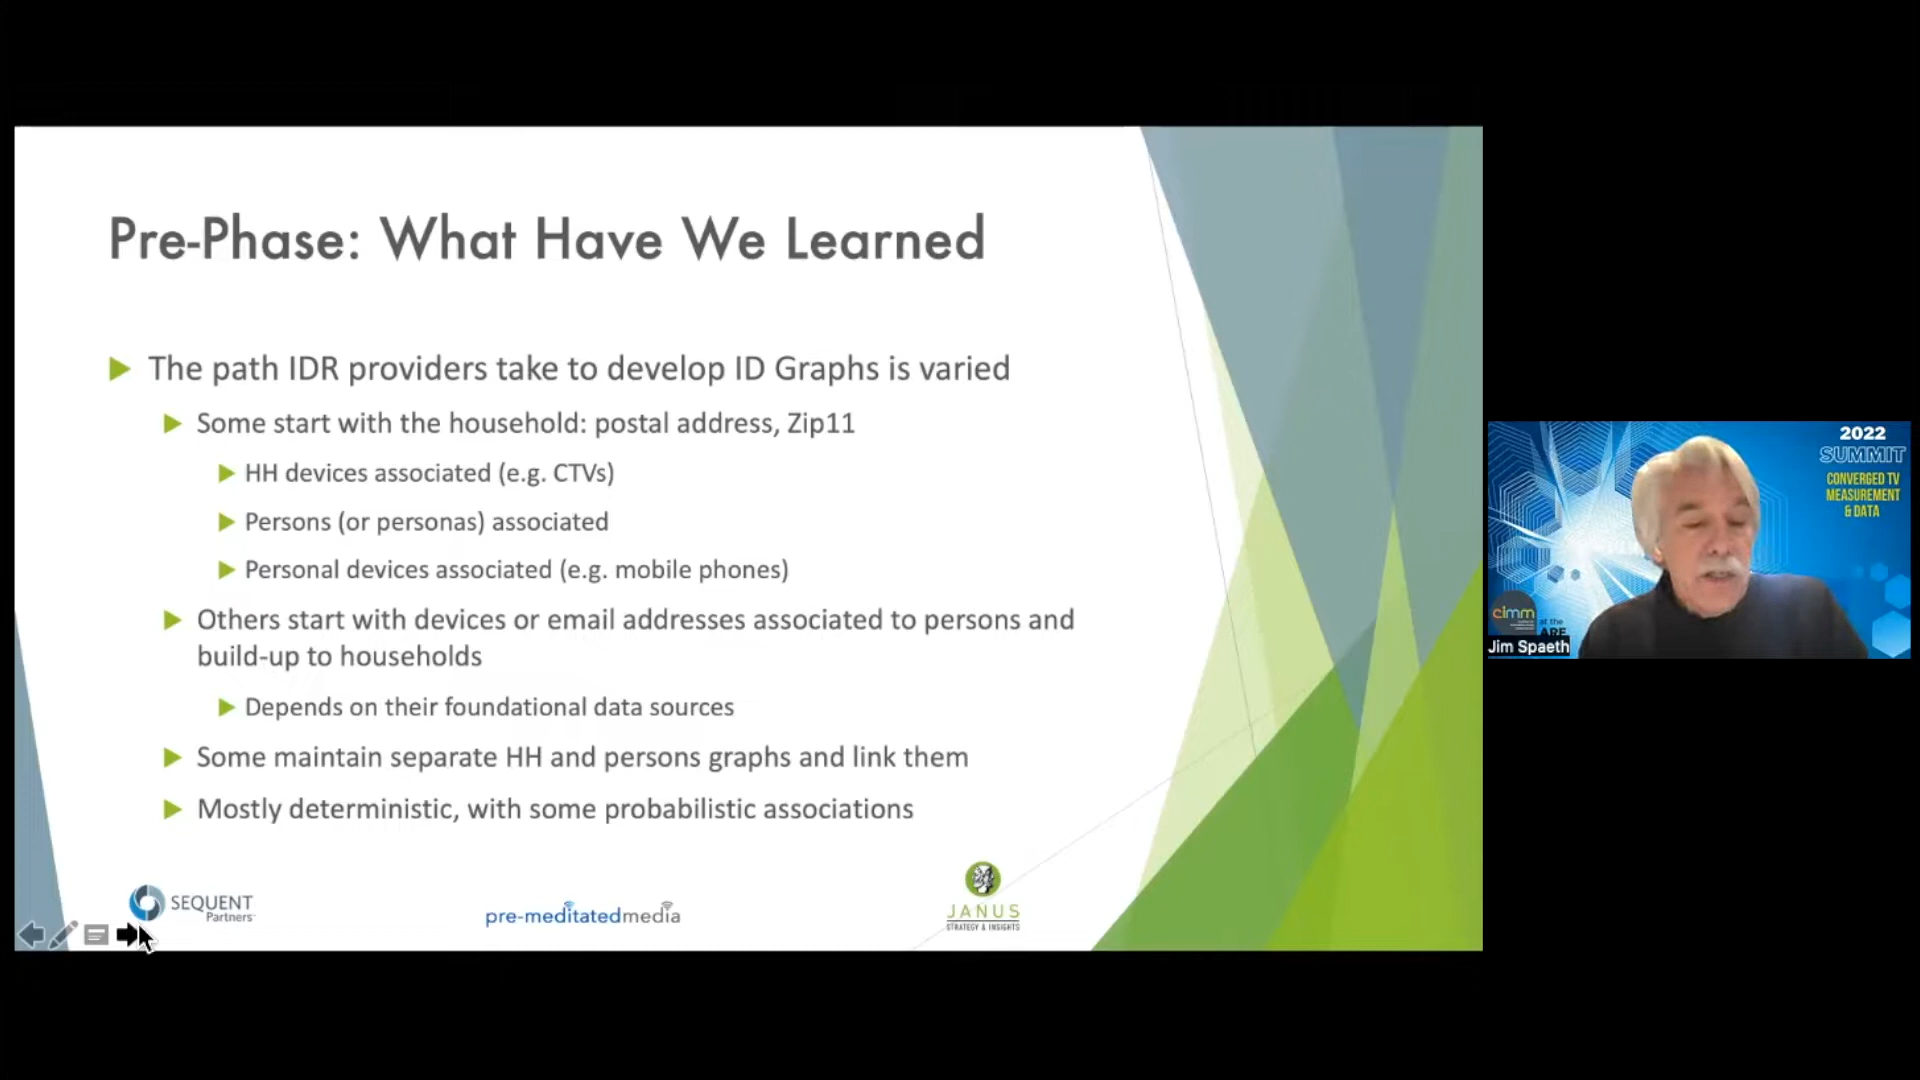 Pre-Phase: What Have We Learned
The path IDR providers take to develop ID Graphs is varied
Some start with the household: postal address, Zip11
HH devices associated (e.g. CTVs)
Persons (or personas) associated
Personal devices associated (e.g. mobile phones)
Others start with devices or email addresses associated to persons and
build-up to households
Depends on their foundational data sources
Some maintain separate HH and persons graphs and link them
Mostly deterministic, with some probabilistic associations
SEQUENT
Partners
pre-meditatedmedia
JANUS
STRATEGY & INSIGHTS
2022
SUMMIT
CONVERGED TV
MEASUREMENT
& DATA
cimm
at the
ARF
Jim Spaeth